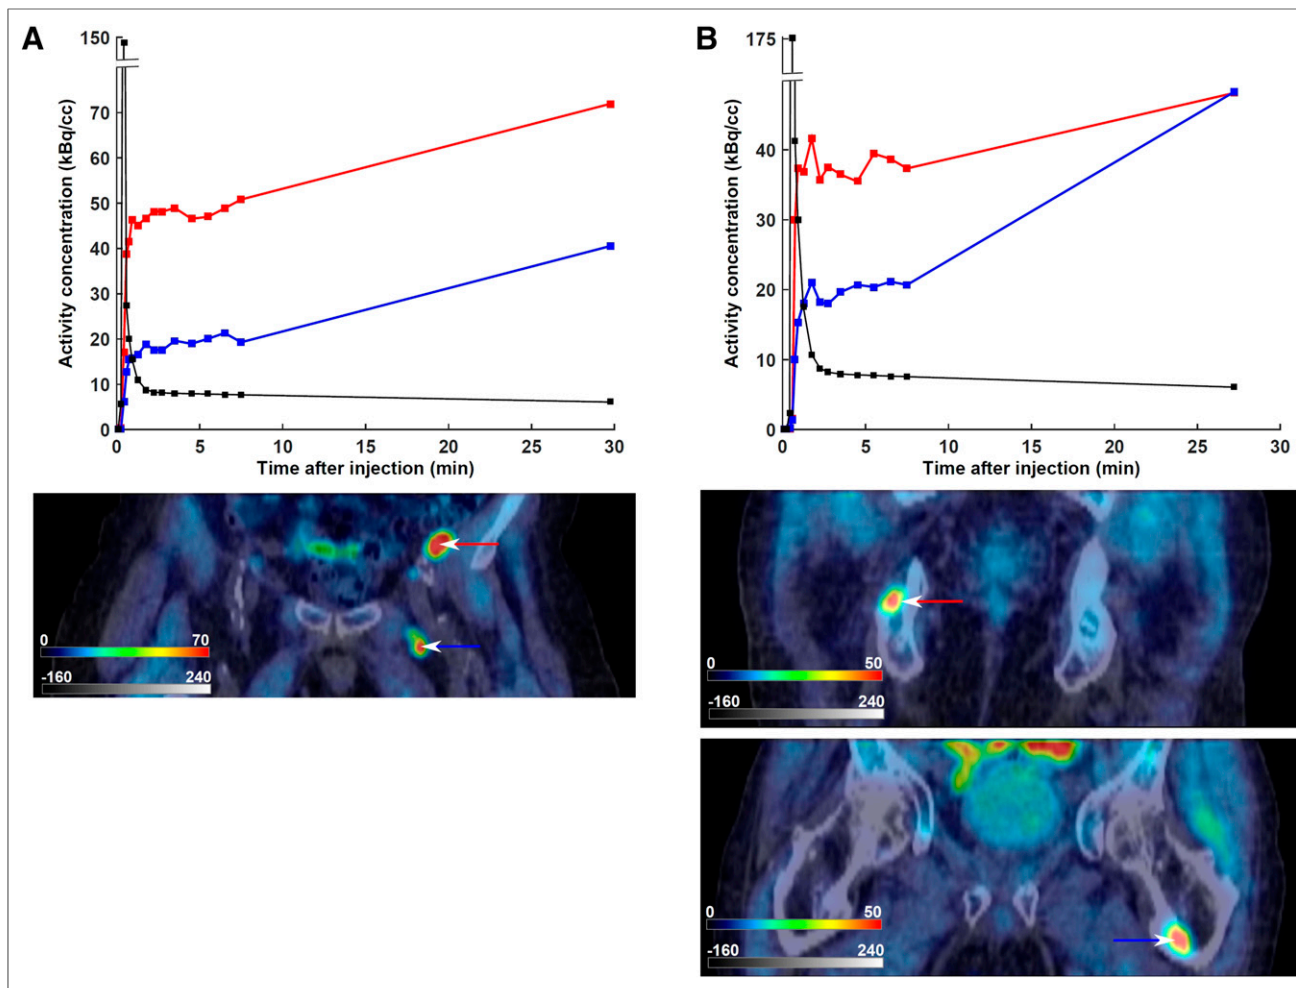 A
150
70
60
50
40
30
20
10
0
Activity concentration (kBq/cc)
0 5 10 15 20 25 30
Time after injection (min)
0 70
-160 240
B
175
40
30
20
10
0
Activity concentration (kBq/cc)
0 5 10 15 20 25 30
Time after injection (min)
0 50
-160 240
0 50
-160 240